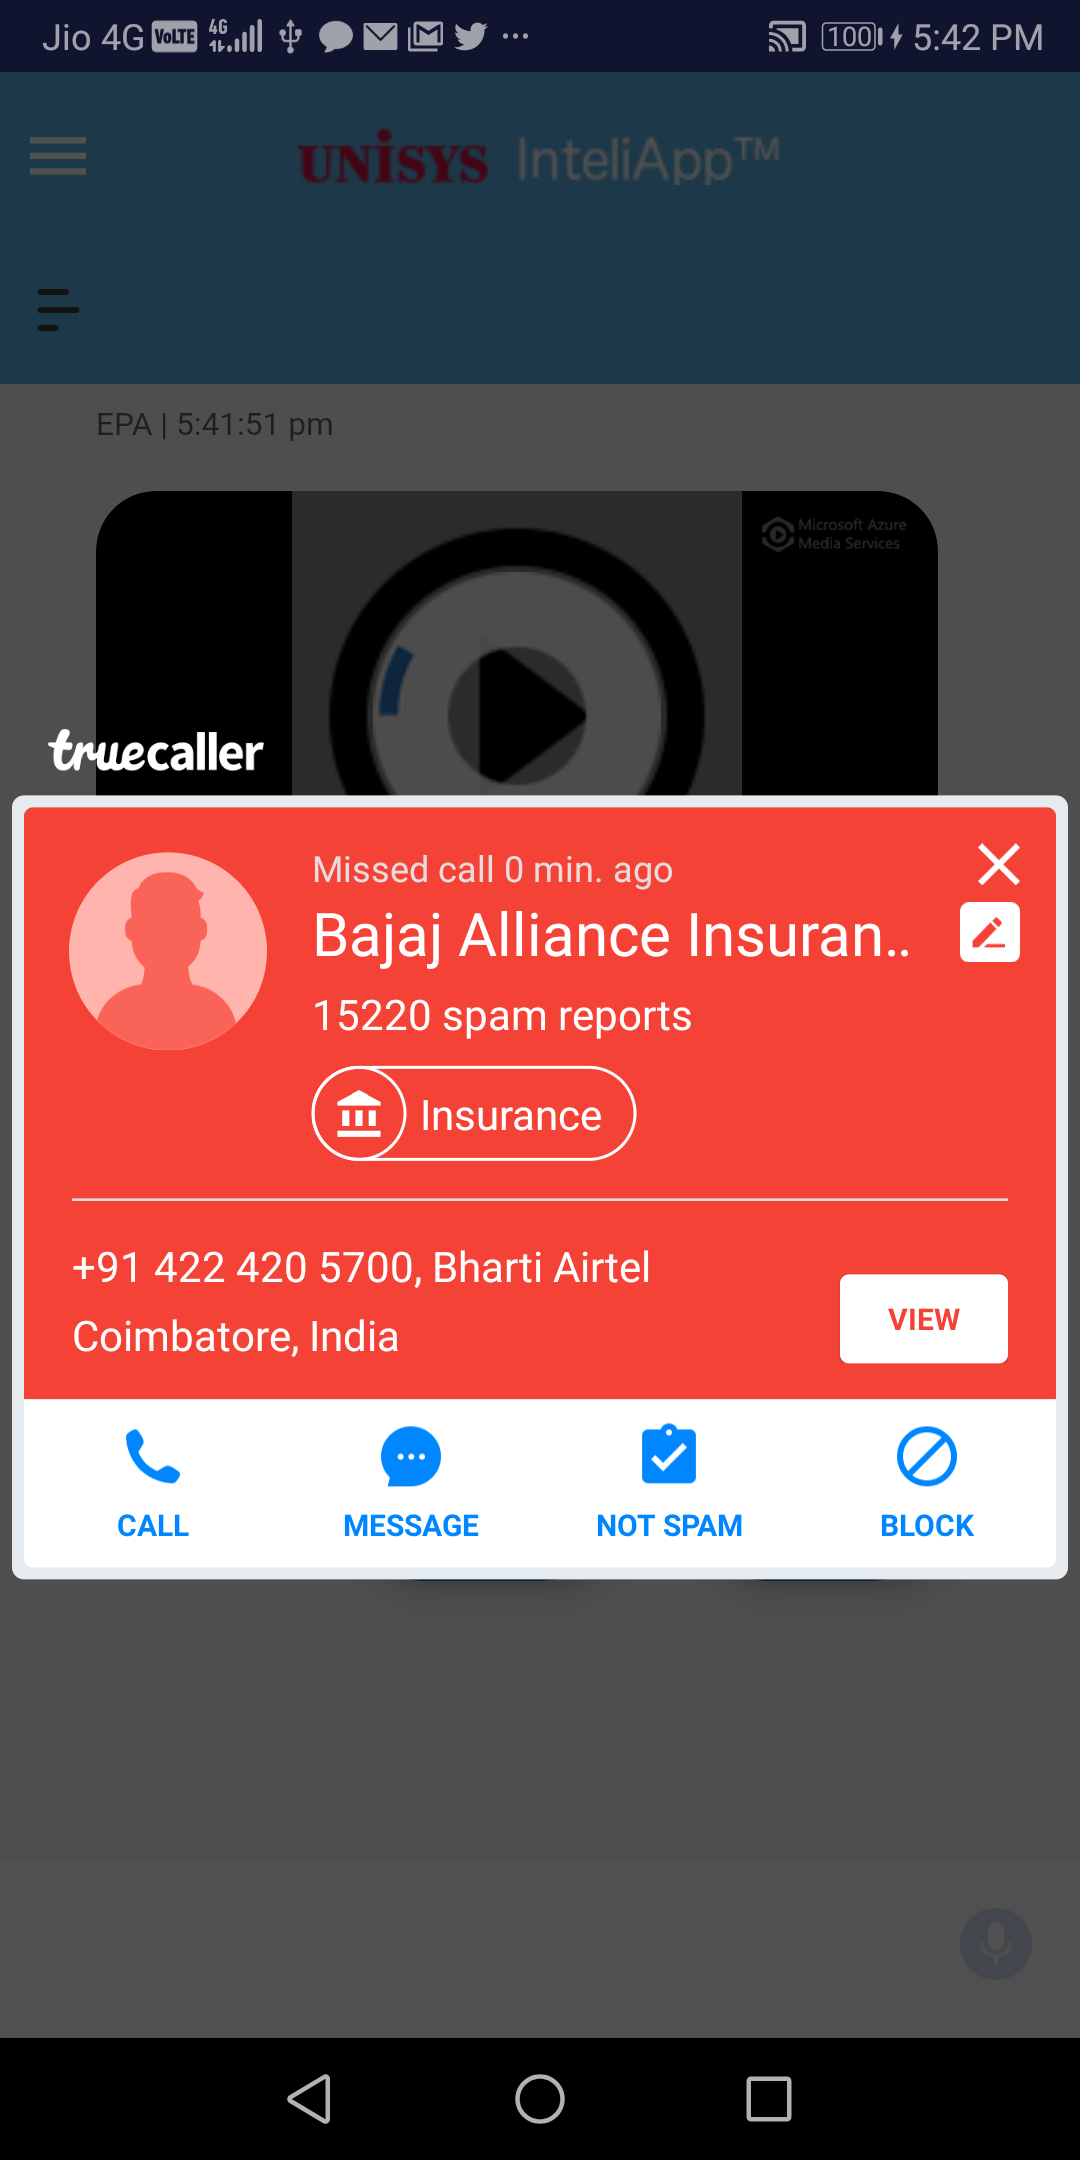 Jio 4G VoLTE 4G 100 5:42 PM
UNiSYS InteliApp™
EPA | 5:41:51 pm
Microsoft Azure
Media Services
truecaller
Missed call 0 min. ago
Bajaj Alliance Insuran..
15220 spam reports
Insurance
+91 422 420 5700, Bharti Airtel
Coimbatore, India
VIEW
CALL MESSAGE NOT SPAM BLOCK